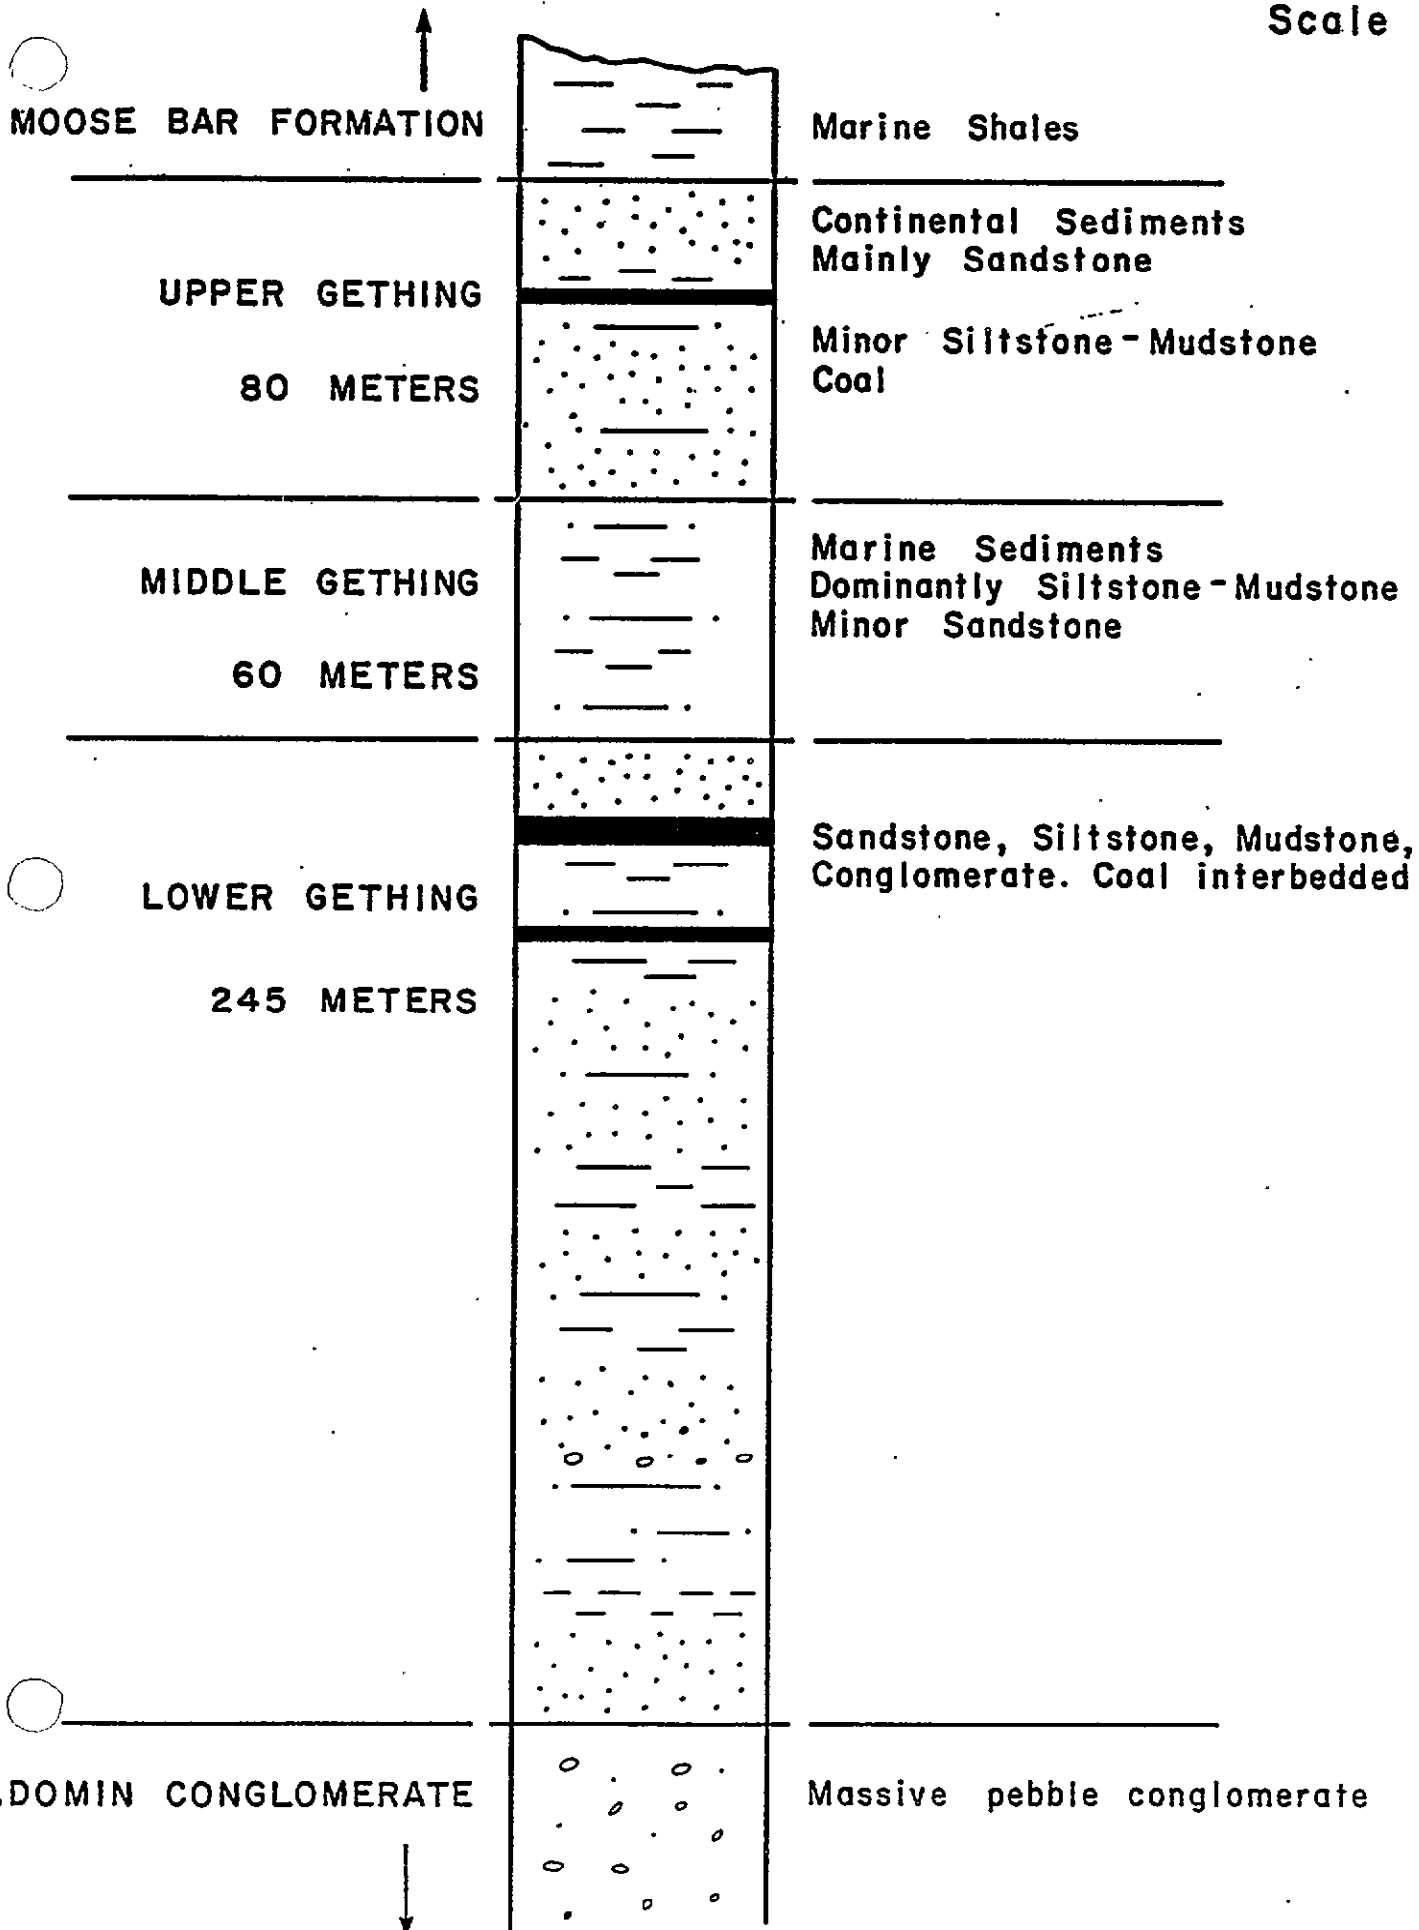 Scale
MOOSE BAR FORMATION
Marine Shales
Continental Sediments
Mainly Sandstone
UPPER GETHING
Minor Siltstone-Mudstone
Coal
80 METERS
Marine Sediments
Dominantly Siltstone-Mudstone
Minor Sandstone
MIDDLE GETHING
60 METERS
Sandstone, Siltstone, Mudstone,
Conglomerate. Coal interbedded
LOWER GETHING
245 METERS
DOMIN CONGLOMERATE
Massive pebble conglomerate